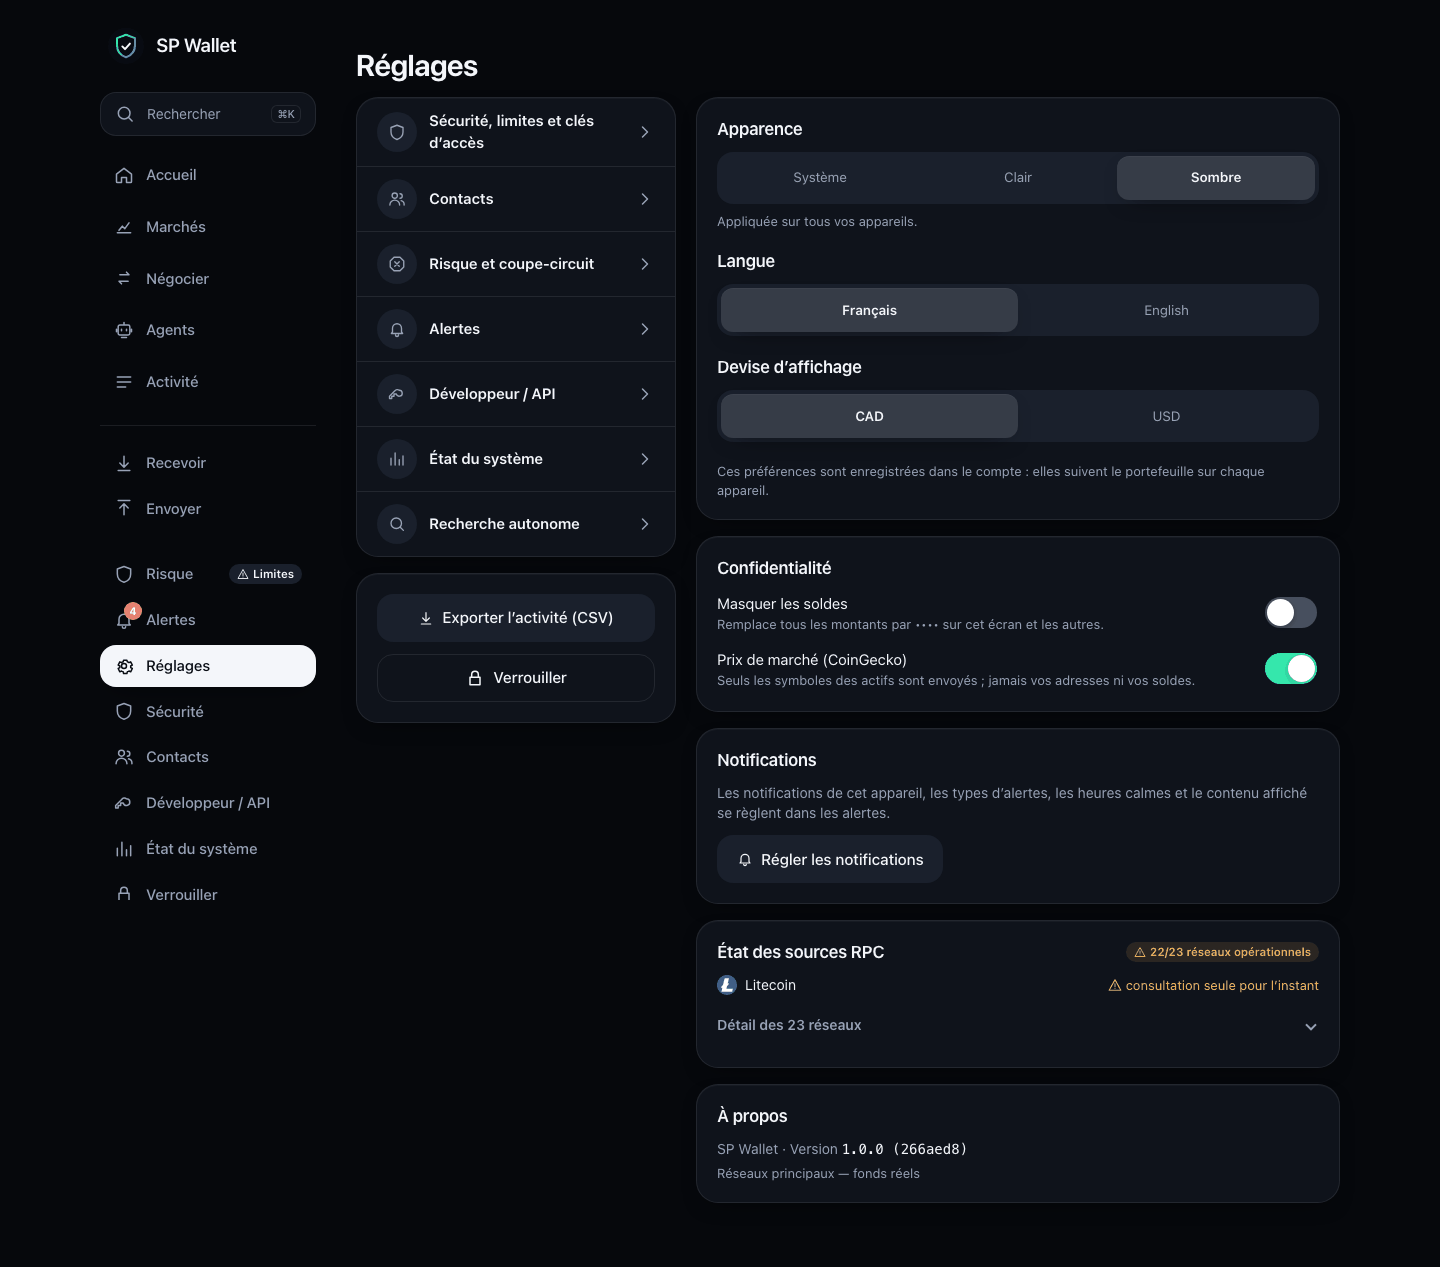 SP Wallet
Rechercher ⌘K
Accueil
Marchés
Négocier
Agents
Activité
Recevoir
Envoyer
Risque Limites
4
Alertes
Réglages
Sécurité
Contacts
Développeur / API
État du système
Verrouiller
Réglages
Sécurité, limites et clés
d’accès
Contacts
Risque et coupe-circuit
Alertes
Développeur / API
État du système
Recherche autonome
Exporter l’activité (CSV)
Verrouiller
Apparence
Système Clair Sombre
Appliquée sur tous vos appareils.
Langue
Français English
Devise d’affichage
CAD USD
Ces préférences sont enregistrées dans le compte : elles suivent le portefeuille sur chaque
appareil.
Confidentialité
Masquer les soldes
Remplace tous les montants par •••• sur cet écran et les autres.
Prix de marché (CoinGecko)
Seuls les symboles des actifs sont envoyés ; jamais vos adresses ni vos soldes.
Notifications
Les notifications de cet appareil, les types d’alertes, les heures calmes et le contenu affiché
se règlent dans les alertes.
Régler les notifications
État des sources RPC 22/23 réseaux opérationnels
Litecoin consultation seule pour l’instant
Détail des 23 réseaux
À propos
SP Wallet · Version 1.0.0 (266aed8)
Réseaux principaux — fonds réels